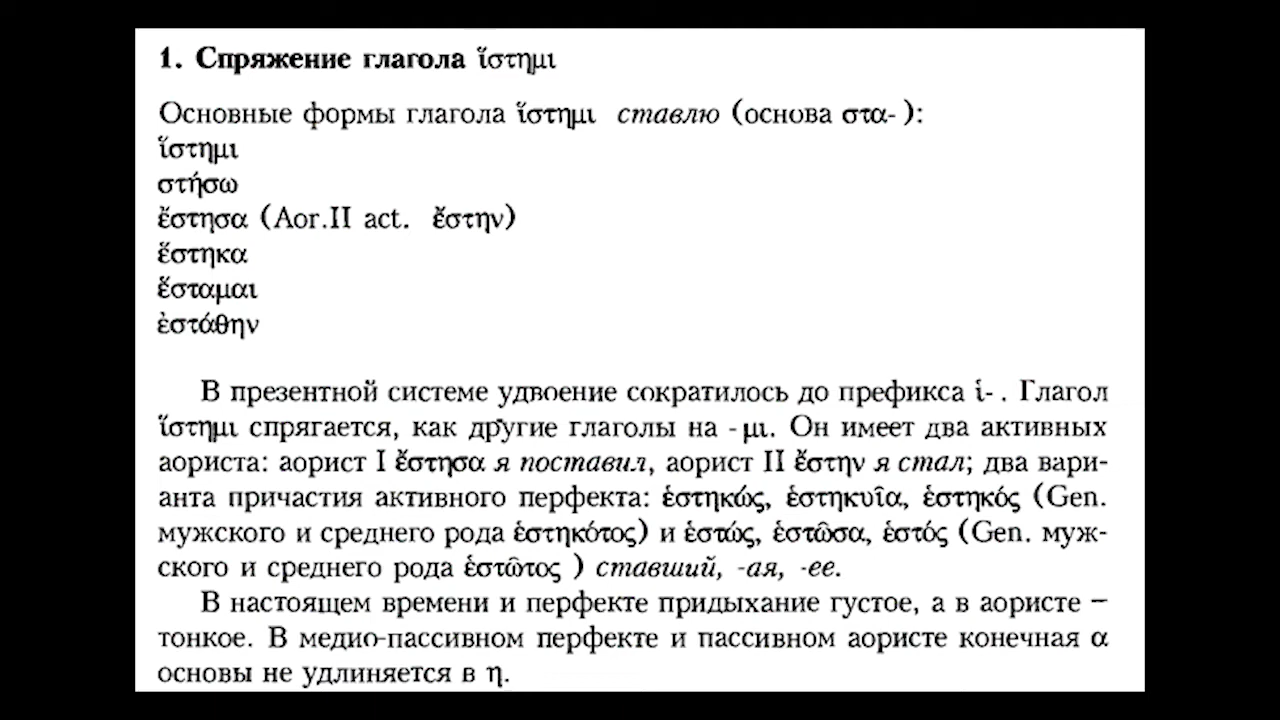 1. Спряжение глагола ἵστημι
Основные формы глагола ἵστημι ставлю (основа στα- ):
ἵστημι
στήσω
ἔστησα (Aor.II act. ἔστην)
ἕστηκα
ἕσταμαι
ἐστάθην
В презентной системе удвоение сократилось до префикса ἱ- . Глагол
ἵστημι спрягается, как другие глаголы на -μι. Он имеет два активных
аориста: аорист I ἔστησα я поставил, аорист II ἔστην я стал; два вари-
анта причастия активного перфекта: ἑστηκώς, ἑστηκυῖα, ἑστηκός (Gen.
мужского и среднего рода ἑστηκότος) и ἑστώς, ἑστῶσα, ἑστός (Gen. муж-
ского и среднего рода ἑστῶτος ) ставший, -ая, -ее.
В настоящем времени и перфекте придыхание густое, а в аористе –
тонкое. В медио-пассивном перфекте и пассивном аористе конечная α
основы не удлиняется в η.